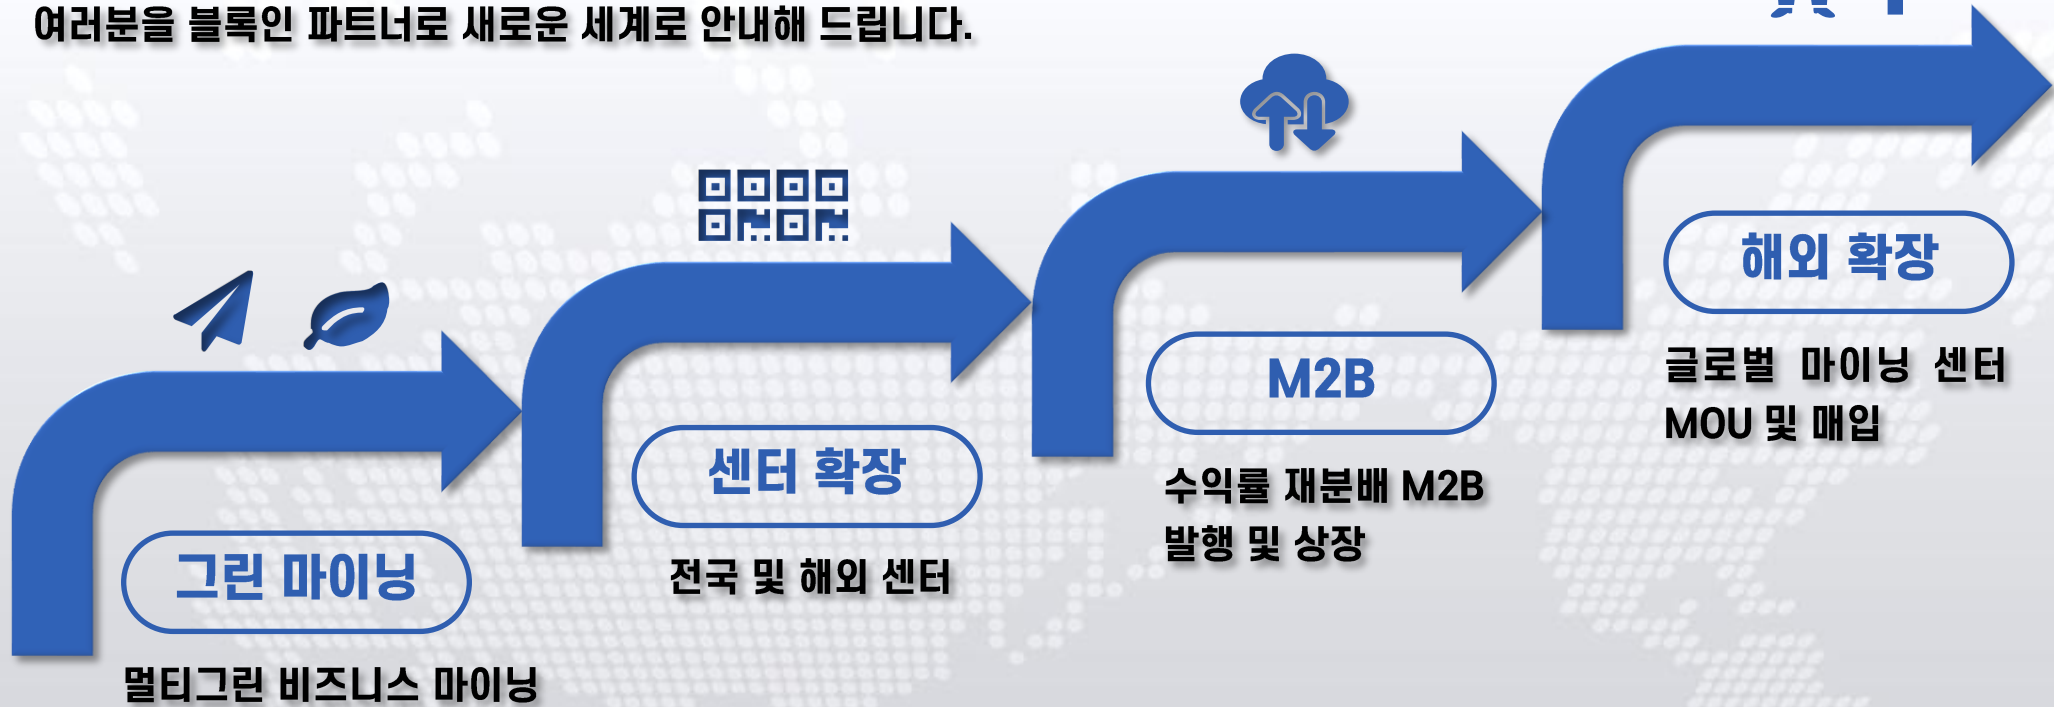 여러분을 블록인 파트너로 새로운 세계로 안내해 드립니다.
그린 마이닝
멀티그린 비즈니스 마이닝
센터 확장
전국 및 해외 센터
M2B
수익률 재분배 M2B
발행 및 상장
해외 확장
글로벌 마이닝 센터
MOU 및 매입